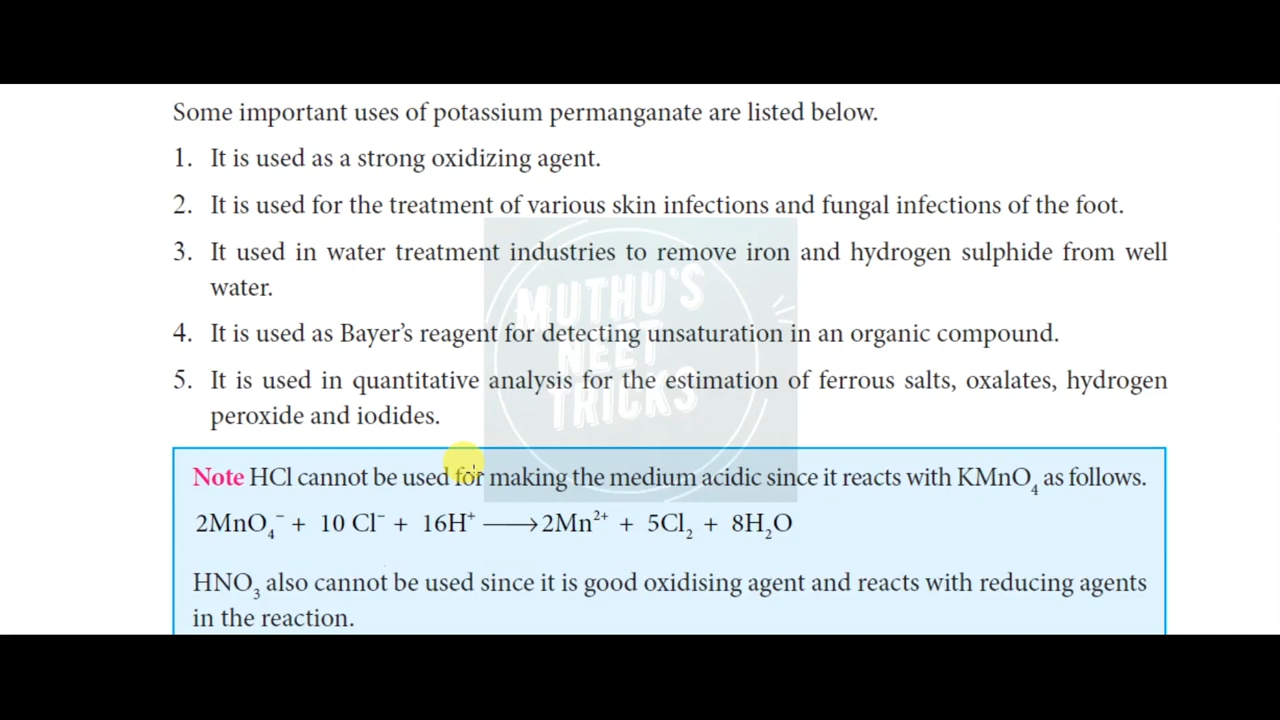 Some important uses of potassium permanganate are listed below.
1. It is used as a strong oxidizing agent.
2. It is used for the treatment of various skin infections and fungal infections of the foot.
3. It used in water treatment industries to remove iron and hydrogen sulphide from well
water.
4. It is used as Bayer's reagent for detecting unsaturation in an organic compound.
5. It is used in quantitative analysis for the estimation of ferrous salts, oxalates, hydrogen
peroxide and iodides.
MUTHU'S
NEET
TRICKS
Note HCl cannot be used for making the medium acidic since it reacts with KMnO₄ as follows.
2MnO₄⁻ + 10 Cl⁻ + 16H⁺ ⟶ 2Mn²⁺ + 5Cl₂ + 8H₂O
HNO₃ also cannot be used since it is good oxidising agent and reacts with reducing agents
in the reaction.